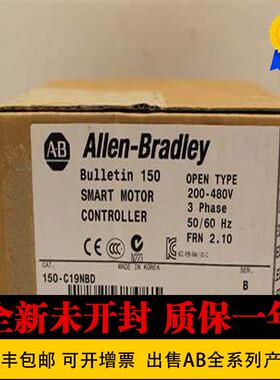 AB Allen-Bradley
Bulletin 150
SMART MOTOR
CONTROLLER
OPEN TYPE
200-480V
3 Phase
50/60 Hz
FRN 2.10
N223
MADE IN KOREA
CAT.
150-C19NBD
SER.
B
全新未开封 质保一年
丰包邮 可开增票 出售AB全系列产